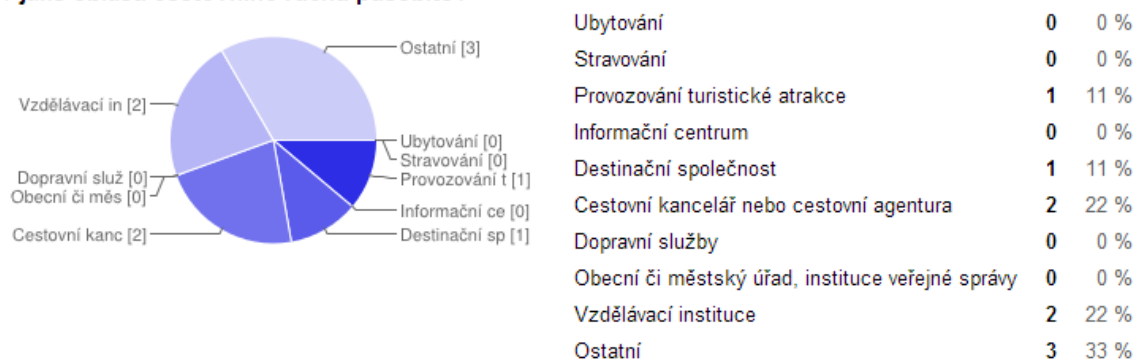 Ostatní [3]
Vzdělávací in [2]
Ubytování [0]
Stravování [0]
Provozování t [1]
Dopravní služ [0]
Obecní či měs [0]
Informační ce [0]
Cestovní kanc [2]
Destinační sp [1]
Ubytování 0 0 %
Stravování 0 0 %
Provozování turistické atrakce 1 11 %
Informační centrum 0 0 %
Destinační společnost 1 11 %
Cestovní kancelář nebo cestovní agentura 2 22 %
Dopravní služby 0 0 %
Obecní či městský úřad, instituce veřejné správy 0 0 %
Vzdělávací instituce 2 22 %
Ostatní 3 33 %